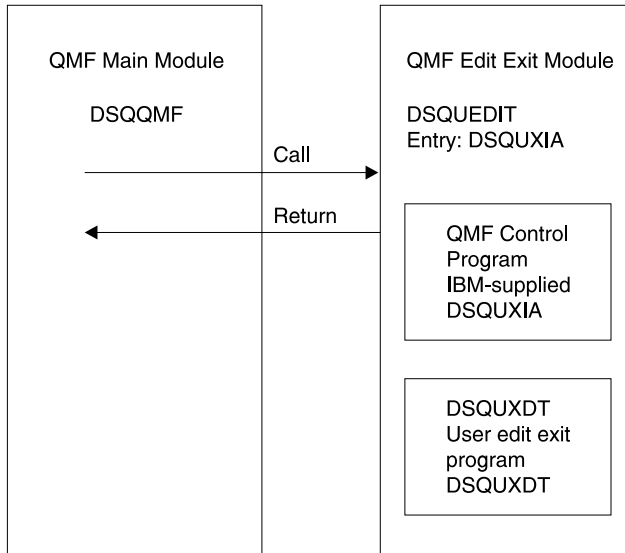 QMF Main Module
DSQQMF
Call
Return
QMF Edit Exit Module
DSQUEDIT
Entry: DSQUXIA
QMF Control
Program
IBM-supplied
DSQUXIA
DSQUXDT
User edit exit
program
DSQUXDT